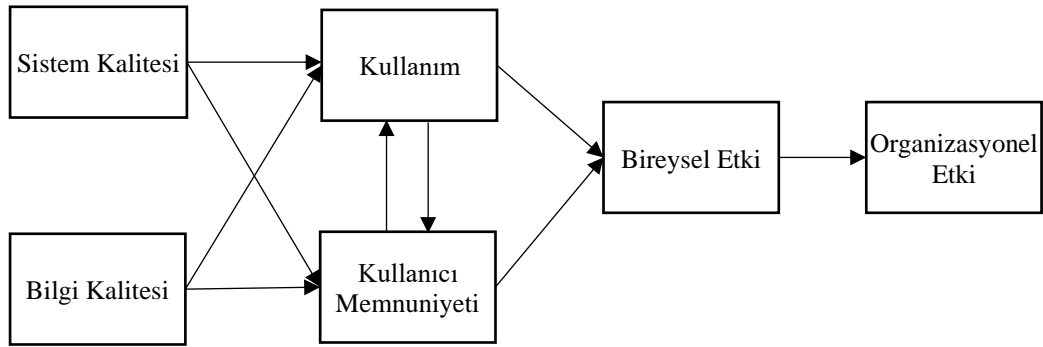 Sistem Kalitesi
Kullanım
Bireysel Etki
Organizasyonel
Etki
Bilgi Kalitesi
Kullanıcı
Memnuniyeti